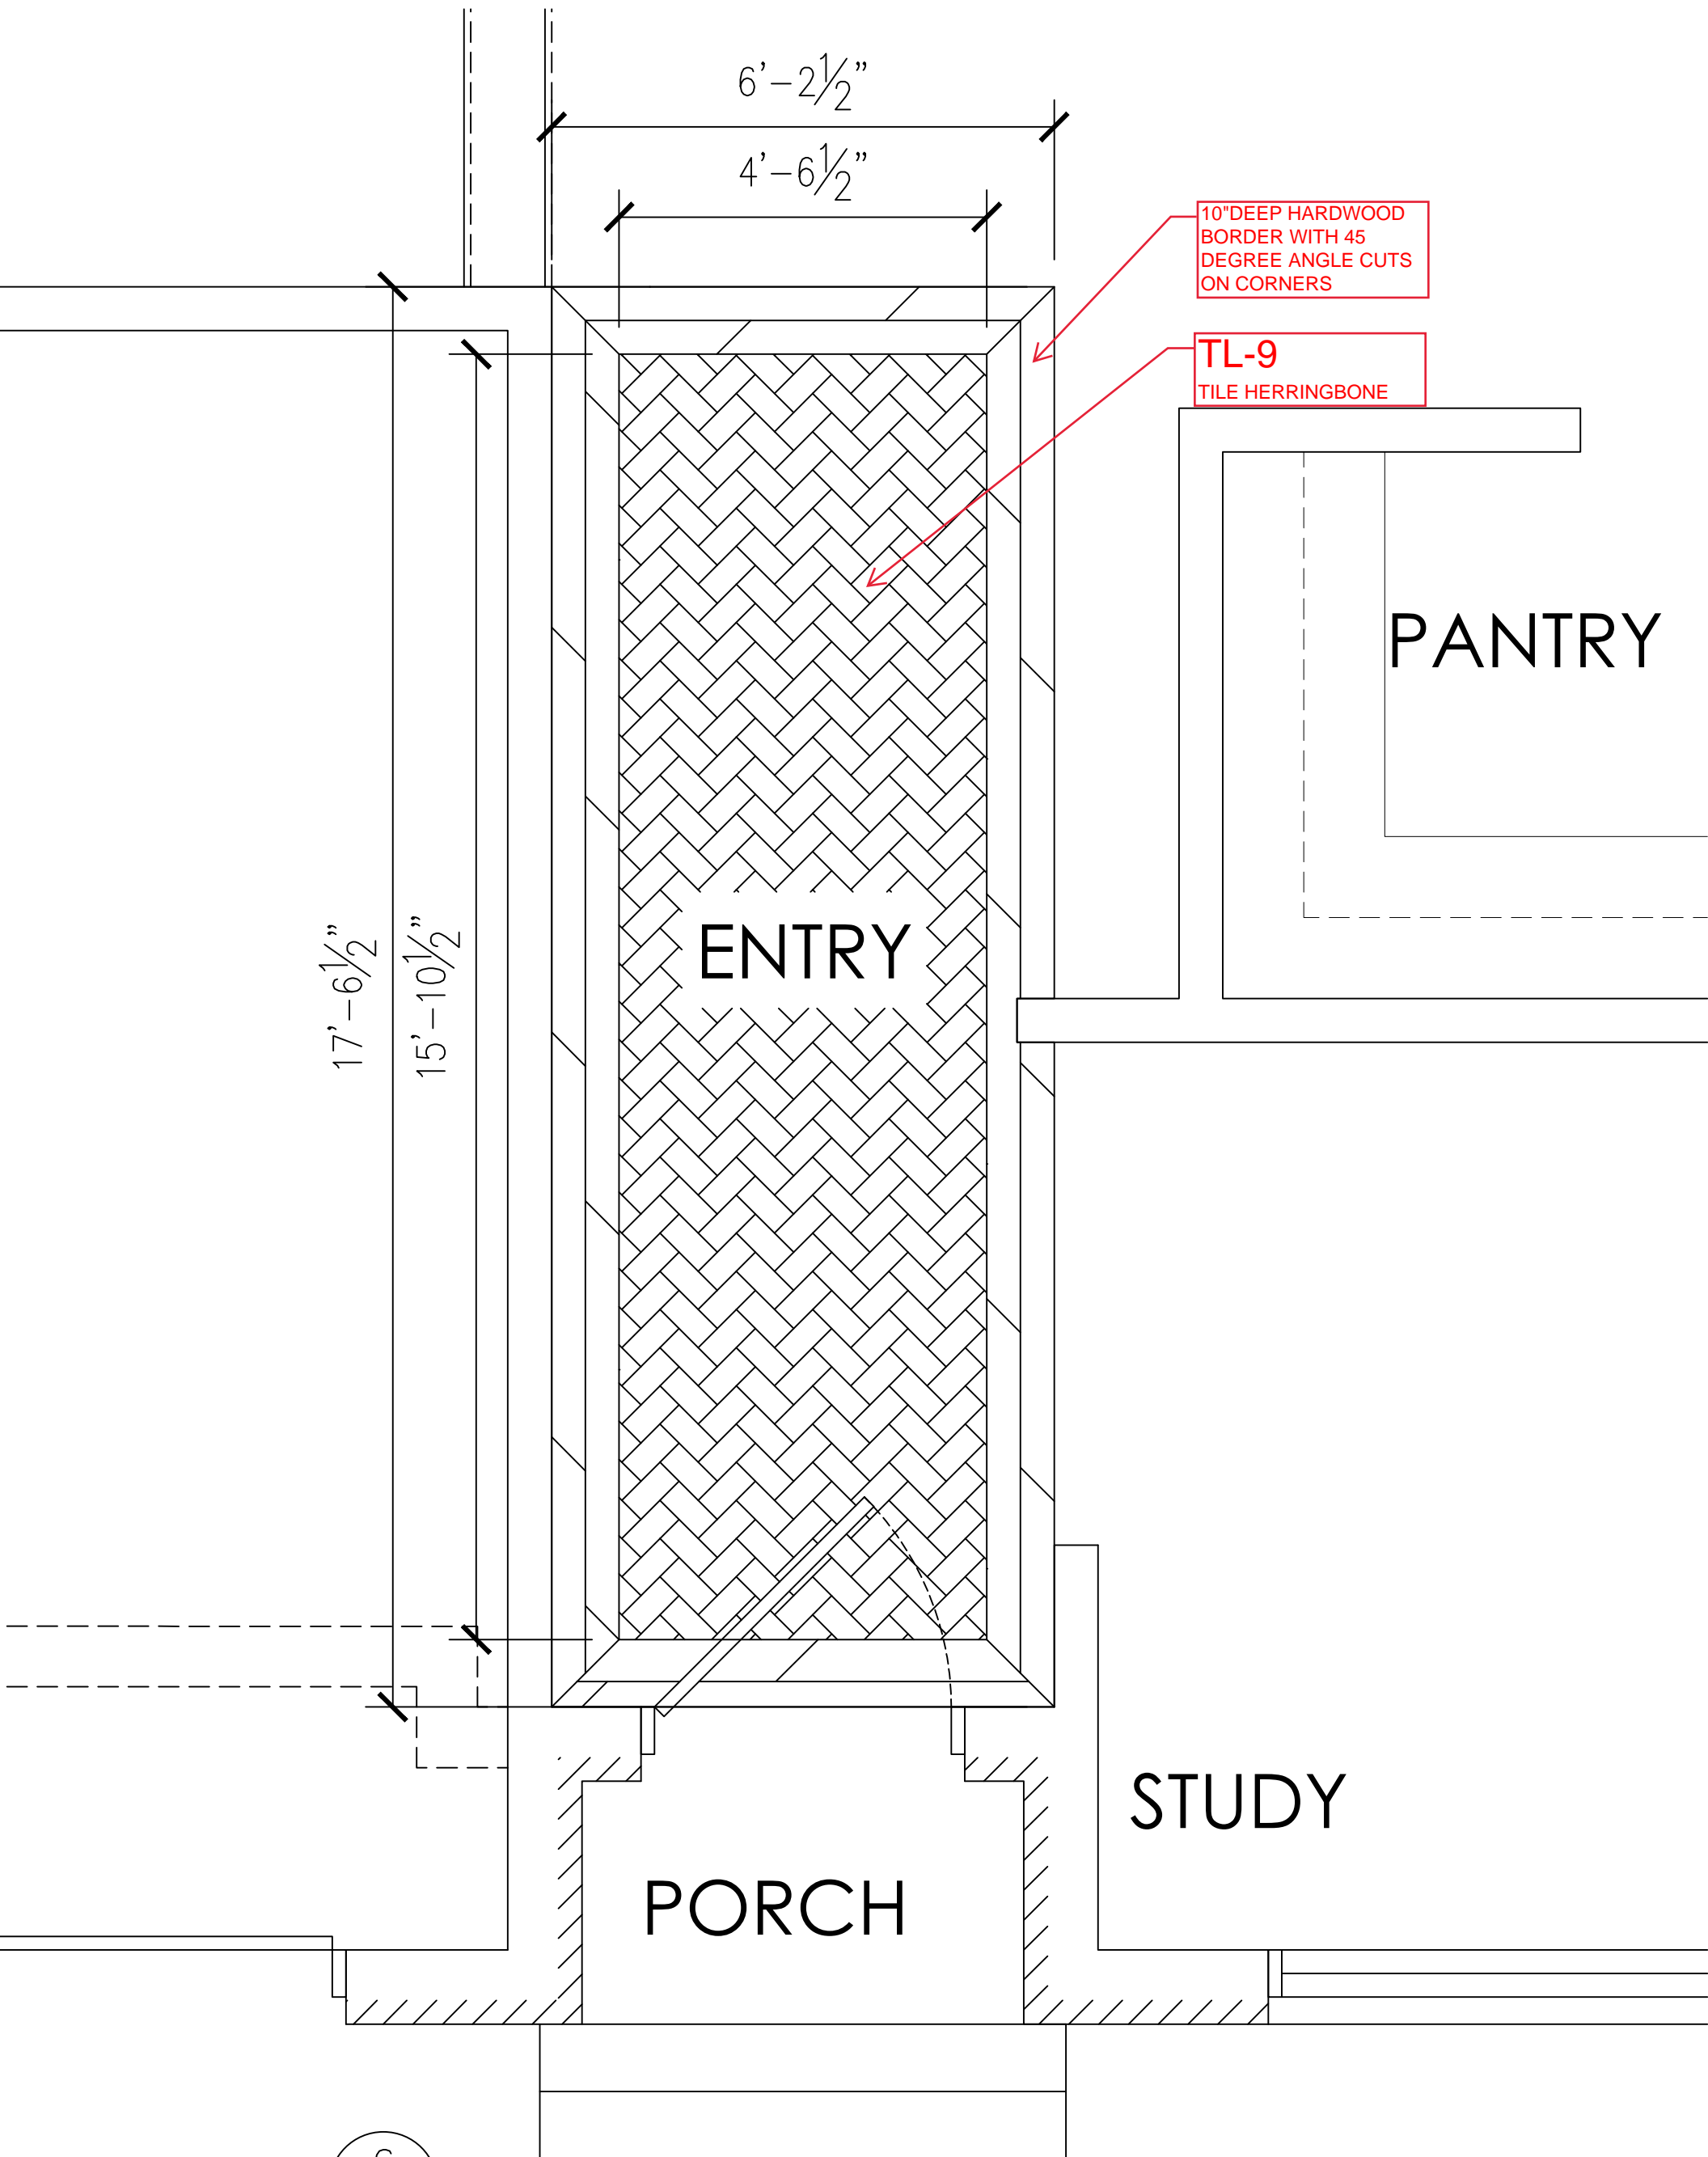 6'-2½"
4'-6½"
10"DEEP HARDWOOD
BORDER WITH 45
DEGREE ANGLE CUTS
ON CORNERS
TL-9
TILE HERRINGBONE
PANTRY
ENTRY
17'-6½"
15'-10½"
STUDY
PORCH